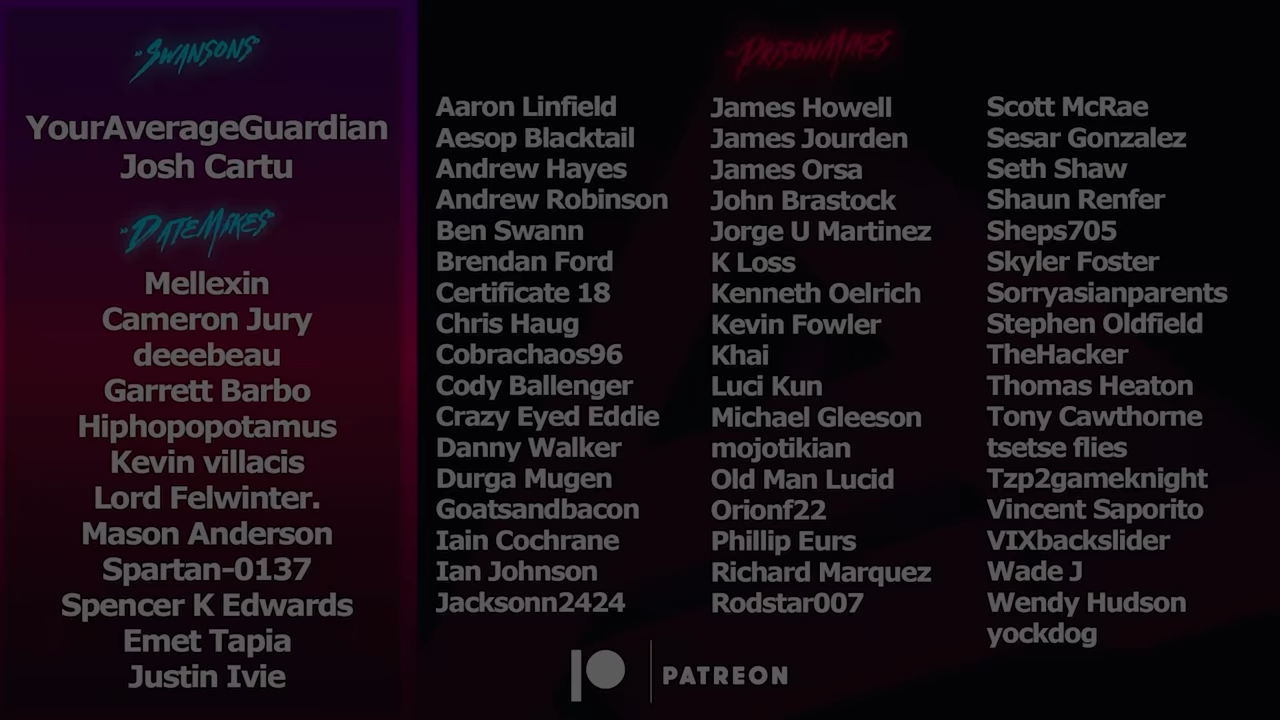 "Swansons"
YourAverageGuardian
Josh Cartu
"DateMikes"
Mellexin
Cameron Jury
deeebeau
Garrett Barbo
Hiphopopotamus
Kevin villacis
Lord Felwinter.
Mason Anderson
Spartan-0137
Spencer K Edwards
Emet Tapia
Justin Ivie
"PrisonMikes"
Aaron Linfield
Aesop Blacktail
Andrew Hayes
Andrew Robinson
Ben Swann
Brendan Ford
Certificate 18
Chris Haug
Cobrachaos96
Cody Ballenger
Crazy Eyed Eddie
Danny Walker
Durga Mugen
Goatsandbacon
Iain Cochrane
Ian Johnson
Jacksonn2424
James Howell
James Jourden
James Orsa
John Brastock
Jorge U Martinez
K Loss
Kenneth Oelrich
Kevin Fowler
Khai
Luci Kun
Michael Gleeson
mojotikian
Old Man Lucid
Orionf22
Phillip Eurs
Richard Marquez
Rodstar007
Scott McRae
Sesar Gonzalez
Seth Shaw
Shaun Renfer
Sheps705
Skyler Foster
Sorryasianparents
Stephen Oldfield
TheHacker
Thomas Heaton
Tony Cawthorne
tsetse flies
Tzp2gameknight
Vincent Saporito
VIXbackslider
Wade J
Wendy Hudson
yockdog
PATREON